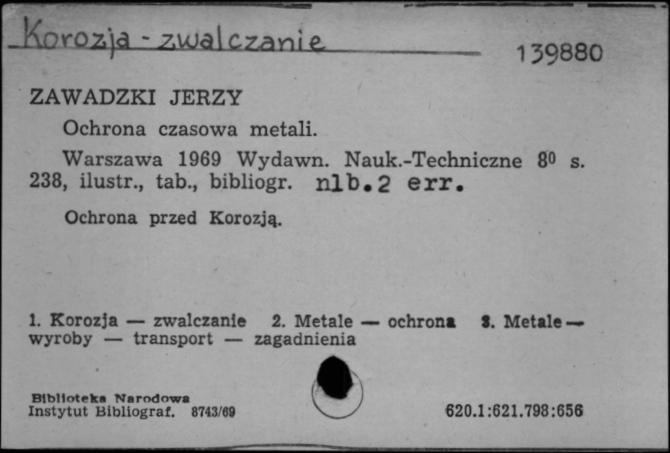 Korozja - zwalczanie
139880
ZAWADZKI JERZY
Ochrona czasowa metali.
Warszawa 1969 Wydawn. Nauk.-Techniczne 8⁰ s.
238, ilustr., tab., bibliogr. nlb.2 err.
Ochrona przed Korozją.
1. Korozja — zwalczanie 2. Metale — ochrona 3. Metale —
wyroby — transport — zagadnienia
Biblioteka Narodowa
Instytut Bibliograf. 8743/69
620.1:621.798:656